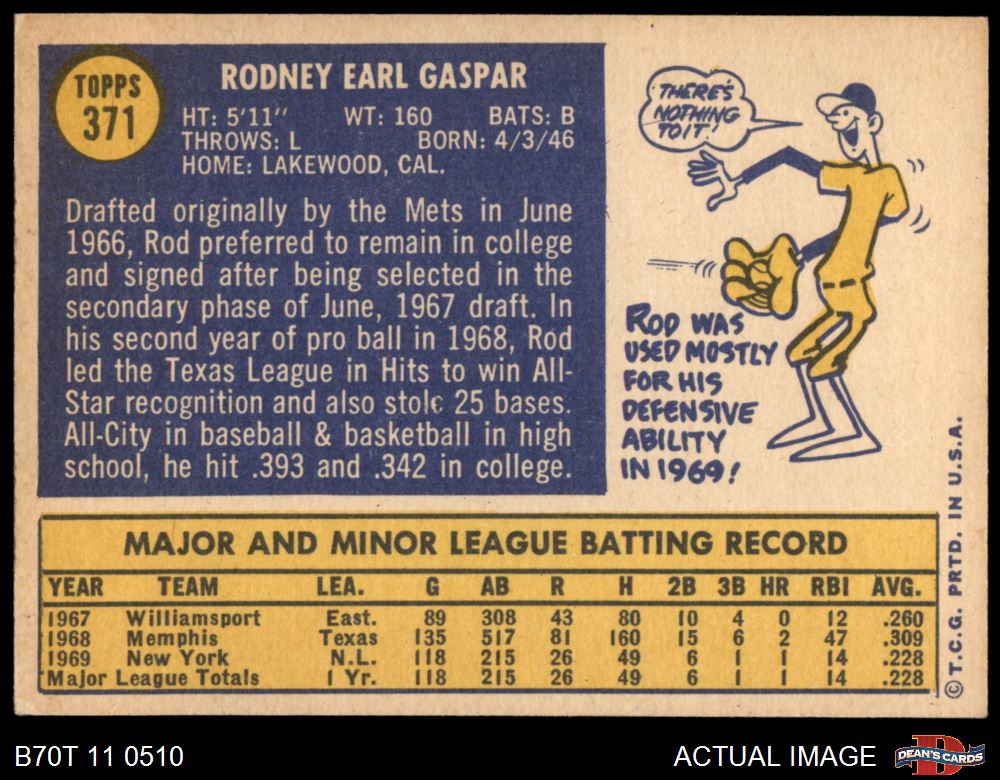 TOPPS
371
RODNEY EARL GASPAR
HT: 5'11" WT: 160 BATS: B
THROWS: L BORN: 4/3/46
HOME: LAKEWOOD, CAL.
Drafted originally by the Mets in June
1966, Rod preferred to remain in college
and signed after being selected in the
secondary phase of June, 1967 draft. In
his second year of pro ball in 1968, Rod
led the Texas League in Hits to win All-
Star recognition and also stole 25 bases.
All-City in baseball & basketball in high
school, he hit .393 and .342 in college.
THERE'S
NOTHING
TO IT!
ROD WAS
USED MOSTLY
FOR HIS
DEFENSIVE
ABILITY
IN 1969!
MAJOR AND MINOR LEAGUE BATTING RECORD
YEAR TEAM LEA. G AB R H 2B 3B HR RBI AVG.
1967 Williamsport East. 89 308 43 80 10 4 0 12 .260
1968 Memphis Texas 135 517 81 160 15 6 2 47 .309
1969 New York N.L. 118 215 26 49 6 1 1 14 .228
Major League Totals 1 Yr. 118 215 26 49 6 1 1 14 .228
© T.C.G. PRTD. IN U.S.A.
B70T 11 0510
ACTUAL IMAGE
DEAN'S CARDS